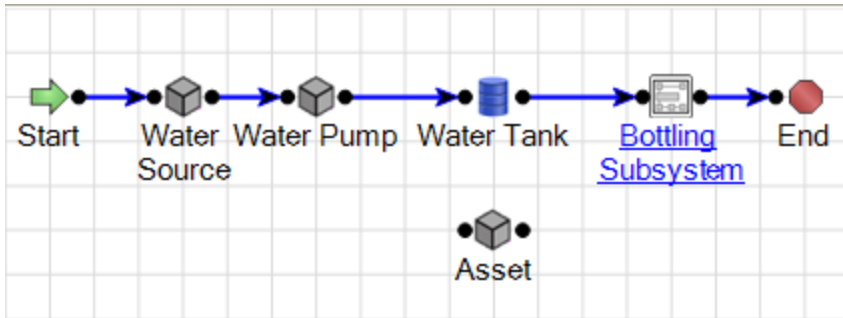 Start
Water
Source
Water Pump
Water Tank
Bottling
Subsystem
End
Asset